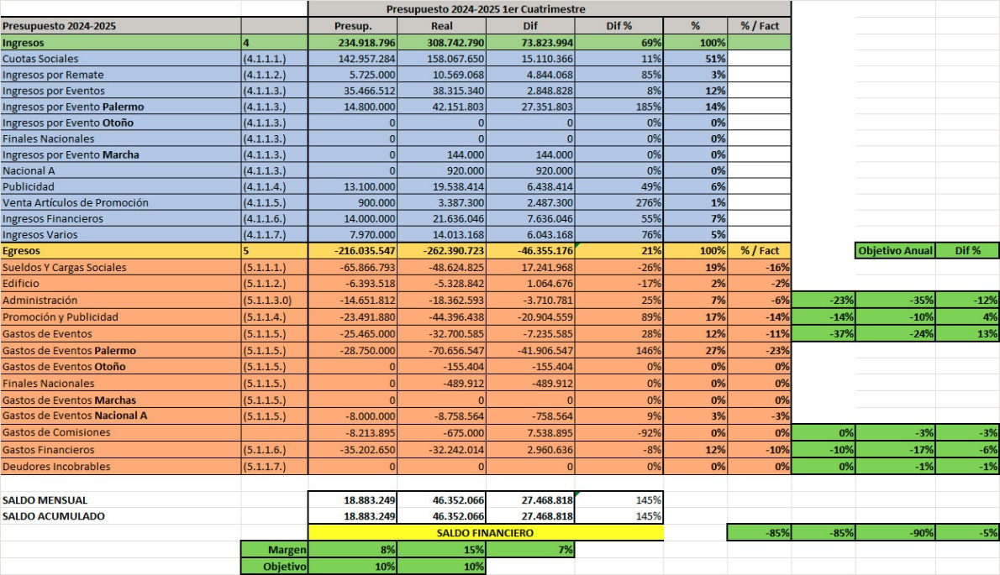 Presupuesto 2024-2025 1er Cuatrimestre
Presupuesto 2024-2025 Presup. Real Dif Dif % % % / Fact
Ingresos 4 234.918.796 308.742.790 73.823.994 69% 100%
Cuotas Sociales (4.1.1.1.) 142.957.284 158.067.650 15.110.366 11% 51%
Ingresos por Remate (4.1.1.2.) 5.725.000 10.569.068 4.844.068 85% 3%
Ingresos por Eventos (4.1.1.3.) 35.466.512 38.315.340 2.848.828 8% 12%
Ingresos por Evento Palermo (4.1.1.3.) 14.800.000 42.151.803 27.351.803 185% 14%
Ingresos por Evento Otoño (4.1.1.3.) 0 0 0 0% 0%
Finales Nacionales (4.1.1.3.) 0 0 0 0% 0%
Ingresos por Evento Marcha (4.1.1.3.) 0 144.000 144.000 0% 0%
Nacional A (4.1.1.3.) 0 920.000 920.000 0% 0%
Publicidad (4.1.1.4.) 13.100.000 19.538.414 6.438.414 49% 6%
Venta Artículos de Promoción (4.1.1.5.) 900.000 3.387.300 2.487.300 276% 1%
Ingresos Financieros (4.1.1.6.) 14.000.000 21.636.046 7.636.046 55% 7%
Ingresos Varios (4.1.1.7.) 7.970.000 14.013.168 6.043.168 76% 5%
Egresos 5 -216.035.547 -262.390.723 -46.355.176 21% 100% % / Fact Objetivo Anual Dif %
Sueldos Y Cargas Sociales (5.1.1.1.) -65.866.793 -48.624.825 17.241.968 -26% 19% -16%
Edificio (5.1.1.2.) -6.393.518 -5.328.842 1.064.676 -17% 2% -2%
Administración (5.1.1.3.0) -14.651.812 -18.362.593 -3.710.781 25% 7% -6% -23% -35% -12%
Promoción y Publicidad (5.1.1.4.) -23.491.880 -44.396.438 -20.904.559 89% 17% -14% -14% -10% 4%
Gastos de Eventos (5.1.1.5.) -25.465.000 -32.700.585 -7.235.585 28% 12% -11% -37% -24% 13%
Gastos de Eventos Palermo (5.1.1.5.) -28.750.000 -70.656.547 -41.906.547 146% 27% -23%
Gastos de Eventos Otoño (5.1.1.5.) 0 -155.404 -155.404 0% 0% 0%
Finales Nacionales (5.1.1.5.) 0 -489.912 -489.912 0% 0% 0%
Gastos de Eventos Marchas (5.1.1.5.) 0 0 0 0% 0% 0%
Gastos de Eventos Nacional A (5.1.1.5.) -8.000.000 -8.758.564 -758.564 9% 3% -3%
Gastos de Comisiones -8.213.895 -675.000 7.538.895 -92% 0% 0% 0% -3% -3%
Gastos Financieros (5.1.1.6.) -35.202.650 -32.242.014 2.960.636 -8% 12% -10% -10% -17% -6%
Deudores Incobrables (5.1.1.7.) 0 0 0 0% 0% 0% 0% -1% -1%
SALDO MENSUAL 18.883.249 46.352.066 27.468.818 145%
SALDO ACUMULADO 18.883.249 46.352.066 27.468.818 145%
SALDO FINANCIERO -85% -85% -90% -5%
Margen 8% 15% 7%
Objetivo 10% 10%